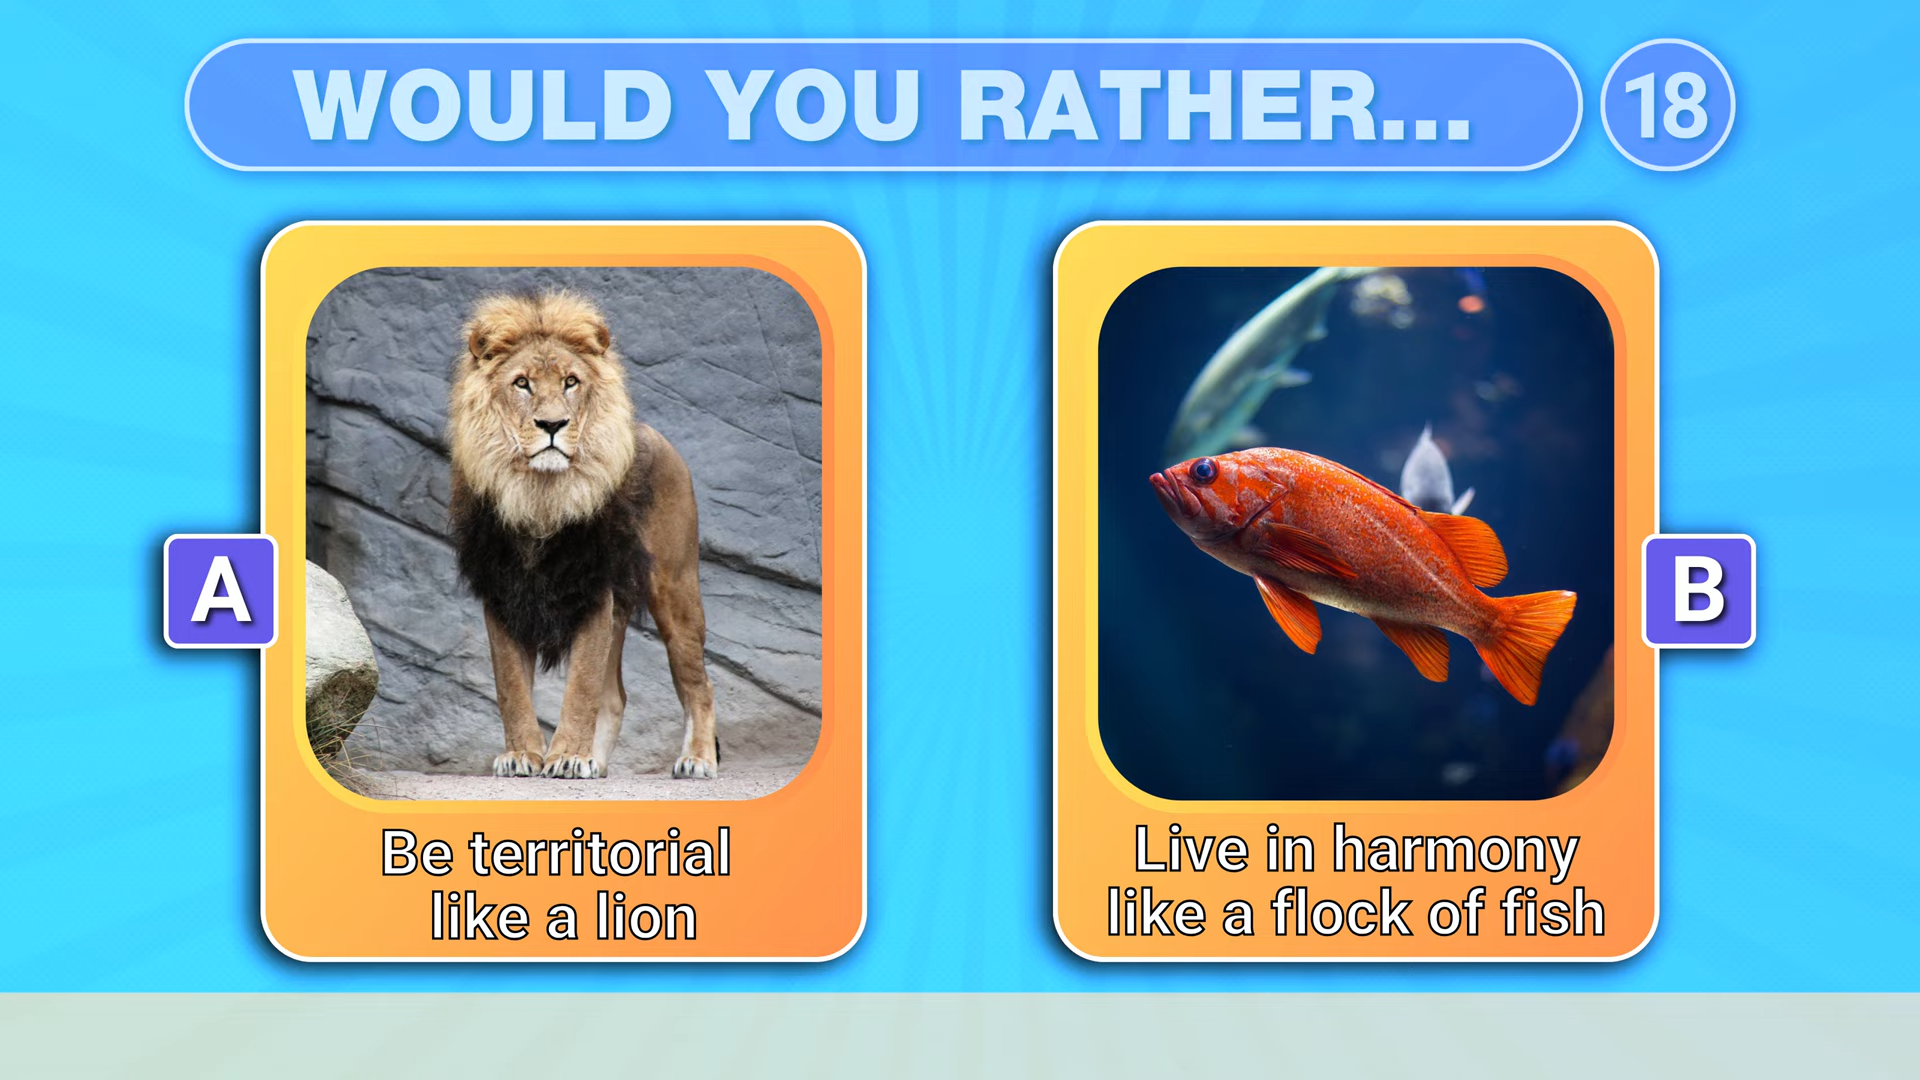 WOULD YOU RATHER...
18
A
Be territorial
like a lion
B
Live in harmony
like a flock of fish